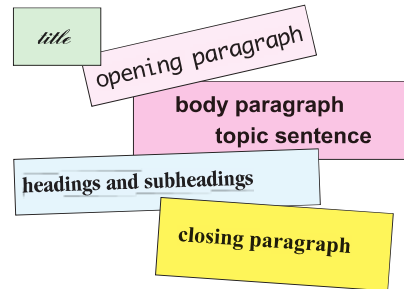 title
opening paragraph
body paragraph
topic sentence
headings and subheadings
closing paragraph